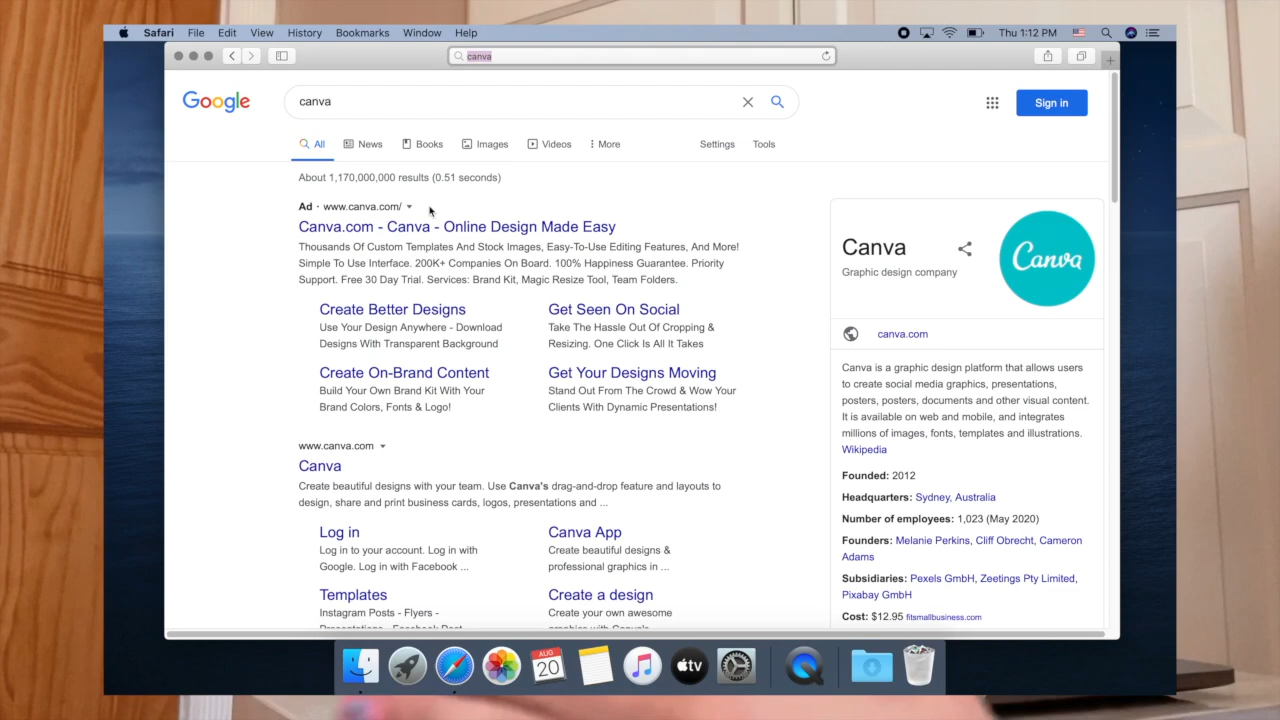 Safari File Edit View History Bookmarks Window Help Thu 1:12 PM
canva
Google canva Sign in
All News Books Images Videos More Settings Tools
About 1,170,000,000 results (0.51 seconds)
Ad · www.canva.com/
Canva.com - Canva - Online Design Made Easy
Thousands Of Custom Templates And Stock Images, Easy-To-Use Editing Features, And More!
Simple To Use Interface. 200K+ Companies On Board. 100% Happiness Guarantee. Priority
Support. Free 30 Day Trial. Services: Brand Kit, Magic Resize Tool, Team Folders.
Create Better Designs
Use Your Design Anywhere - Download
Designs With Transparent Background
Get Seen On Social
Take The Hassle Out Of Cropping &
Resizing. One Click Is All It Takes
Create On-Brand Content
Build Your Own Brand Kit With Your
Brand Colors, Fonts & Logo!
Get Your Designs Moving
Stand Out From The Crowd & Wow Your
Clients With Dynamic Presentations!
www.canva.com
Canva
Create beautiful designs with your team. Use Canva's drag-and-drop feature and layouts to
design, share and print business cards, logos, presentations and ...
Log in
Log in to your account. Log in with
Google. Log in with Facebook ...
Canva App
Create beautiful designs &
professional graphics in ...
Templates
Instagram Posts - Flyers -
Presentations - Facebook Post
Create a design
Create your own awesome
graphics with Canva's
Canva
Graphic design company
Canva
canva.com
Canva is a graphic design platform that allows users
to create social media graphics, presentations,
posters, posters, documents and other visual content.
It is available on web and mobile, and integrates
millions of images, fonts, templates and illustrations.
Wikipedia
Founded: 2012
Headquarters: Sydney, Australia
Number of employees: 1,023 (May 2020)
Founders: Melanie Perkins, Cliff Obrecht, Cameron
Adams
Subsidiaries: Pexels GmbH, Zeetings Pty Limited,
Pixabay GmbH
Cost: $12.95 fitsmallbusiness.com
AUG
20
tv